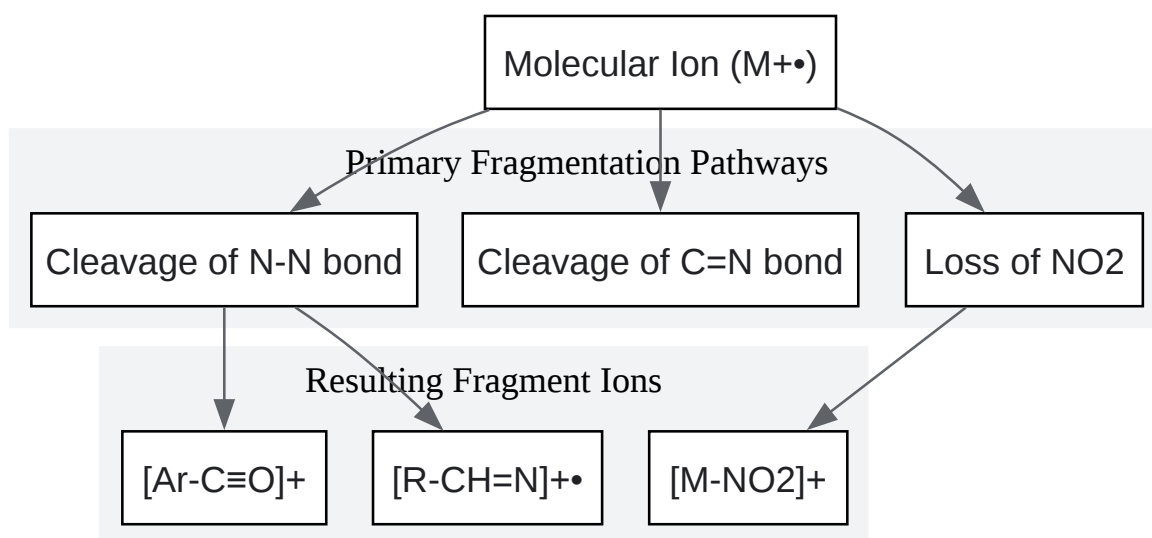 Molecular Ion (M+•)
Primary Fragmentation Pathways
Cleavage of N-N bond
Cleavage of C=N bond
Loss of NO2
Resulting Fragment Ions
[Ar-C≡O]+
[R-CH=N]+•
[M-NO2]+